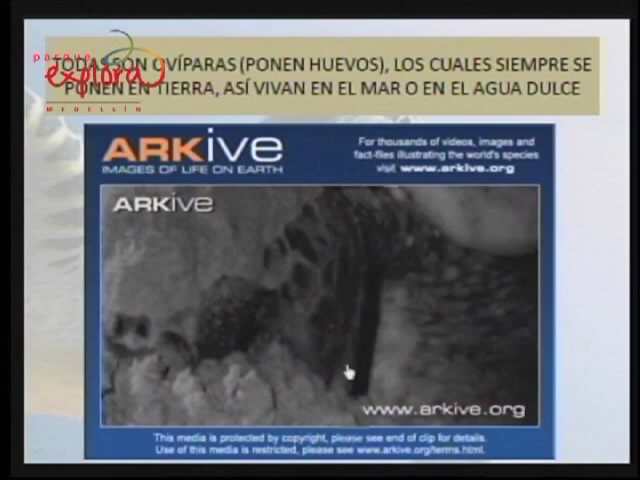 TODAS SON OVÍPARAS (PONEN HUEVOS), LOS CUALES SIEMPRE SE
PONEN EN TIERRA, ASÍ VIVAN EN EL MAR O EN EL AGUA DULCE
parque
explora
MEDELLÍN
ARKive
IMAGES OF LIFE ON EARTH
For thousands of videos, images and
fact-files illustrating the world's species
visit www.arkive.org
ARKive
www.arkive.org
This media is protected by copyright, please see end of clip for details.
Use of this media is restricted, please see www.arkive.org/terms.html.